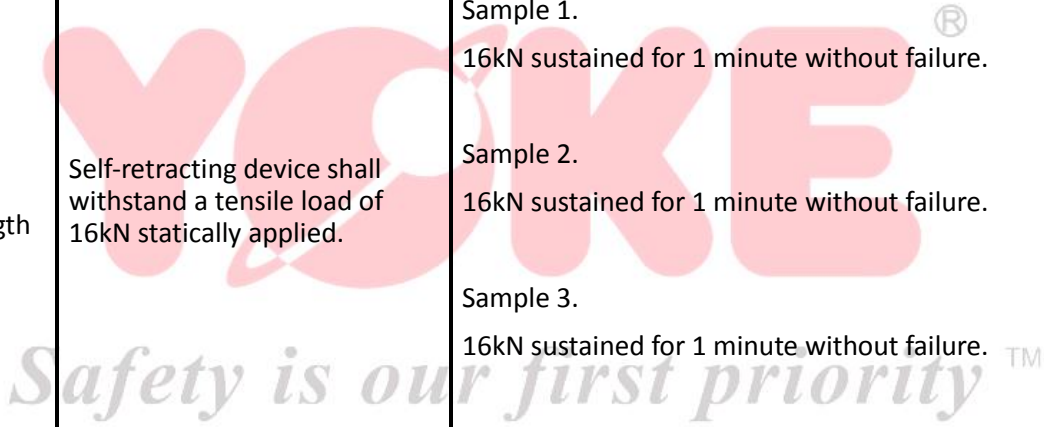 Sample 1.
16kN sustained for 1 minute without failure.
Sample 2.
Self-retracting device shall
withstand a tensile load of
16kN statically applied.
16kN sustained for 1 minute without failure.
gth
Sample 3.
16kN sustained for 1 minute without failure.
YOKE ®
Safety is our first priority ™